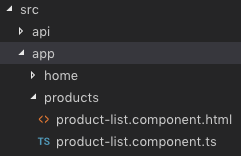 src
api
app
home
products
<> product-list.component.html
TS product-list.component.ts